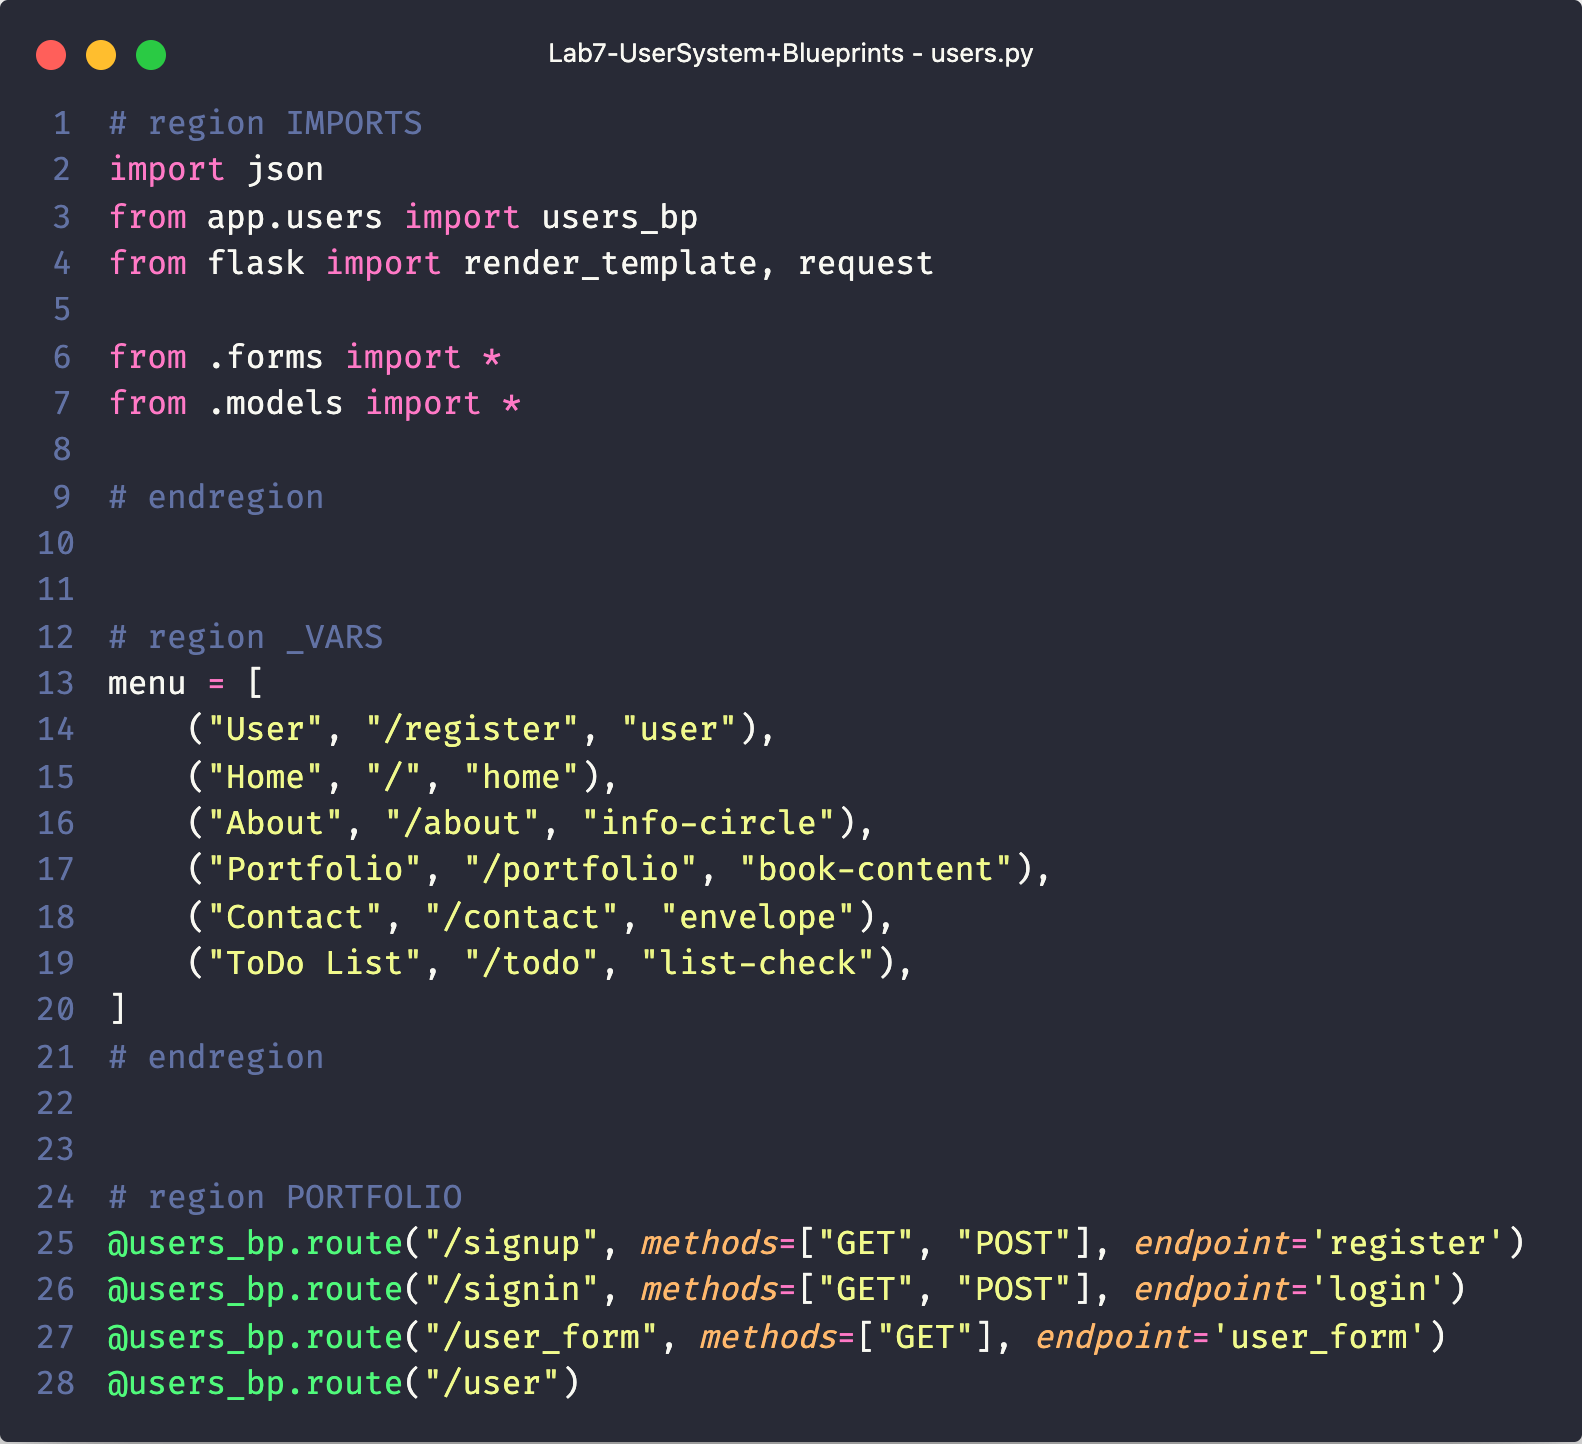 Lab7-UserSystem+Blueprints - users.py
1 # region IMPORTS
2 import json
3 from app.users import users_bp
4 from flask import render_template, request
5
6 from .forms import *
7 from .models import *
8
9 # endregion
10
11
12 # region _VARS
13 menu = [
14     ("User", "/register", "user"),
15     ("Home", "/", "home"),
16     ("About", "/about", "info-circle"),
17     ("Portfolio", "/portfolio", "book-content"),
18     ("Contact", "/contact", "envelope"),
19     ("ToDo List", "/todo", "list-check"),
20 ]
21 # endregion
22
23
24 # region PORTFOLIO
25 @users_bp.route("/signup", methods=["GET", "POST"], endpoint='register')
26 @users_bp.route("/signin", methods=["GET", "POST"], endpoint='login')
27 @users_bp.route("/user_form", methods=["GET"], endpoint='user_form')
28 @users_bp.route("/user")